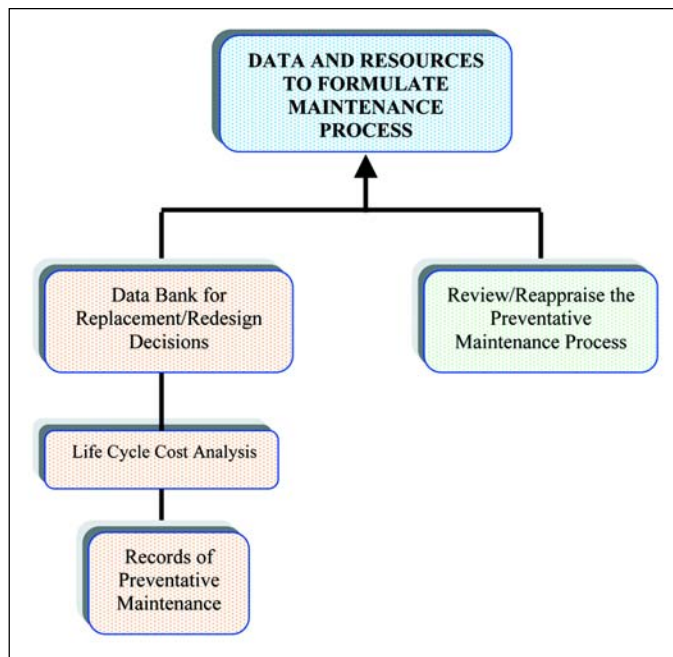 DATA AND RESOURCES
TO FORMULATE
MAINTENANCE
PROCESS
Data Bank for
Replacement/Redesign
Decisions
Review/Reappraise the
Preventative
Maintenance Process
Life Cycle Cost Analysis
Records of
Preventative
Maintenance